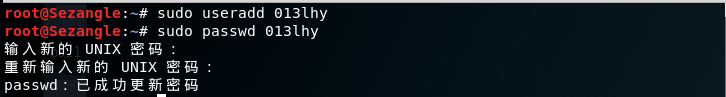 root@Sezangle:~# sudo useradd 013lhy
root@Sezangle:~# sudo passwd 013lhy
输入新的 UNIX 密码：
重新输入新的 UNIX 密码：
passwd：已成功更新密码